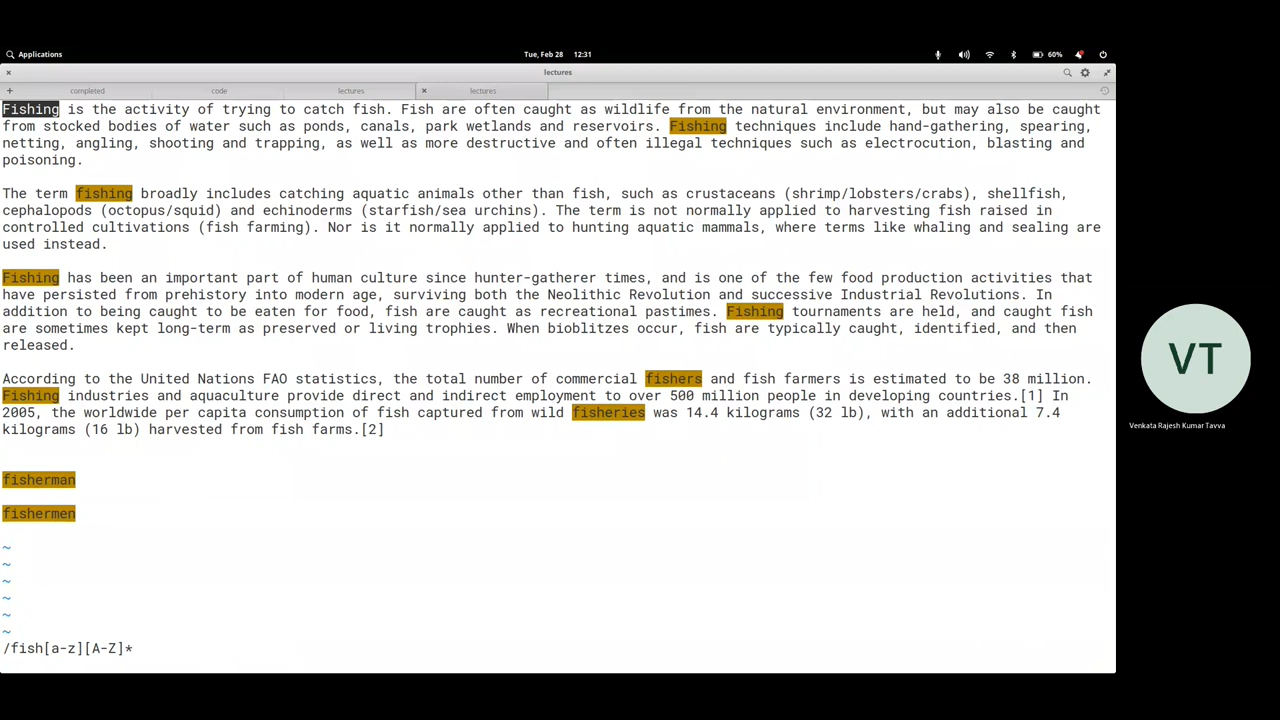 Applications
Tue, Feb 28 12:31
60%
lectures
completed
code
lectures
lectures
Fishing is the activity of trying to catch fish. Fish are often caught as wildlife from the natural environment, but may also be caught
from stocked bodies of water such as ponds, canals, park wetlands and reservoirs. Fishing techniques include hand-gathering, spearing,
netting, angling, shooting and trapping, as well as more destructive and often illegal techniques such as electrocution, blasting and
poisoning.
The term fishing broadly includes catching aquatic animals other than fish, such as crustaceans (shrimp/lobsters/crabs), shellfish,
cephalopods (octopus/squid) and echinoderms (starfish/sea urchins). The term is not normally applied to harvesting fish raised in
controlled cultivations (fish farming). Nor is it normally applied to hunting aquatic mammals, where terms like whaling and sealing are
used instead.
Fishing has been an important part of human culture since hunter-gatherer times, and is one of the few food production activities that
have persisted from prehistory into modern age, surviving both the Neolithic Revolution and successive Industrial Revolutions. In
addition to being caught to be eaten for food, fish are caught as recreational pastimes. Fishing tournaments are held, and caught fish
are sometimes kept long-term as preserved or living trophies. When bioblitzes occur, fish are typically caught, identified, and then
released.
According to the United Nations FAO statistics, the total number of commercial fishers and fish farmers is estimated to be 38 million.
Fishing industries and aquaculture provide direct and indirect employment to over 500 million people in developing countries.[1] In
2005, the worldwide per capita consumption of fish captured from wild fisheries was 14.4 kilograms (32 lb), with an additional 7.4
kilograms (16 lb) harvested from fish farms.[2]
fisherman
fishermen
~
~
~
~
~
~
/fish[a-z][A-Z]*
VT
Venkata Rajesh Kumar Tavva